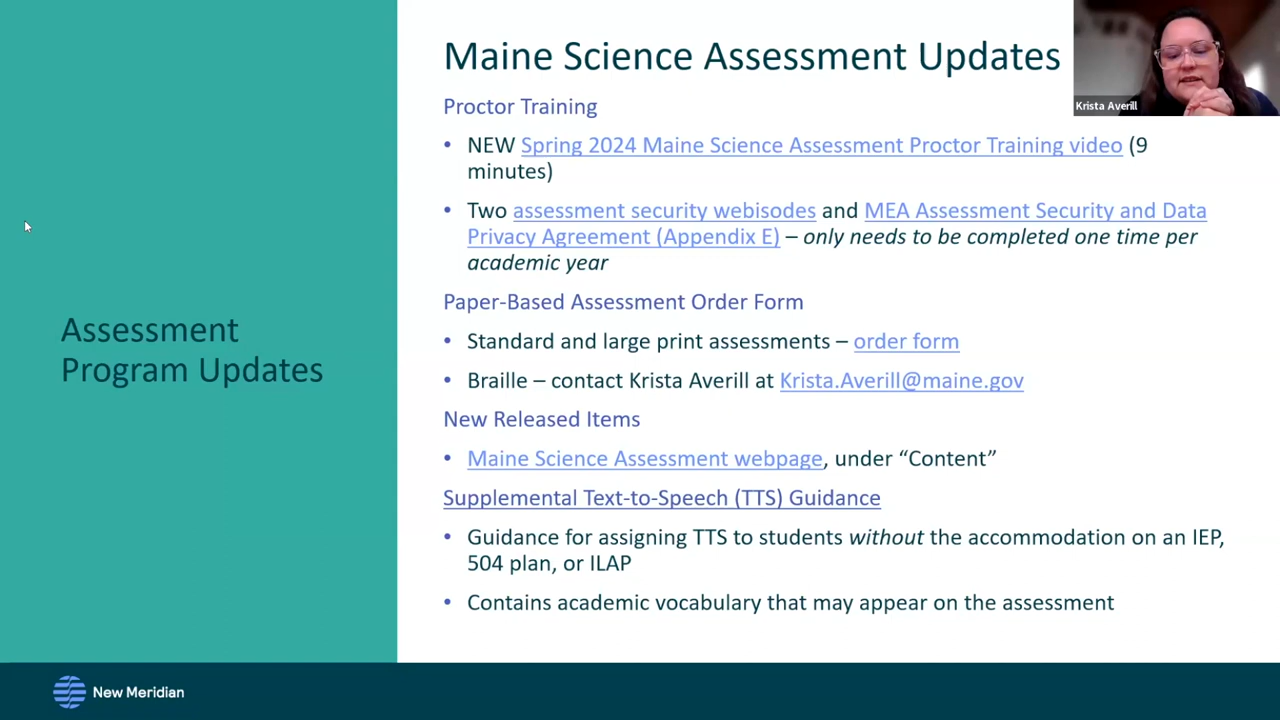 Maine Science Assessment Updates
Krista Averill
Proctor Training
• NEW Spring 2024 Maine Science Assessment Proctor Training video (9
minutes)
• Two assessment security webisodes and MEA Assessment Security and Data
Privacy Agreement (Appendix E) – only needs to be completed one time per
academic year
Assessment
Program Updates
Paper-Based Assessment Order Form
• Standard and large print assessments – order form
• Braille – contact Krista Averill at Krista.Averill@maine.gov
New Released Items
• Maine Science Assessment webpage, under “Content”
Supplemental Text-to-Speech (TTS) Guidance
• Guidance for assigning TTS to students without the accommodation on an IEP,
504 plan, or ILAP
• Contains academic vocabulary that may appear on the assessment
New Meridian